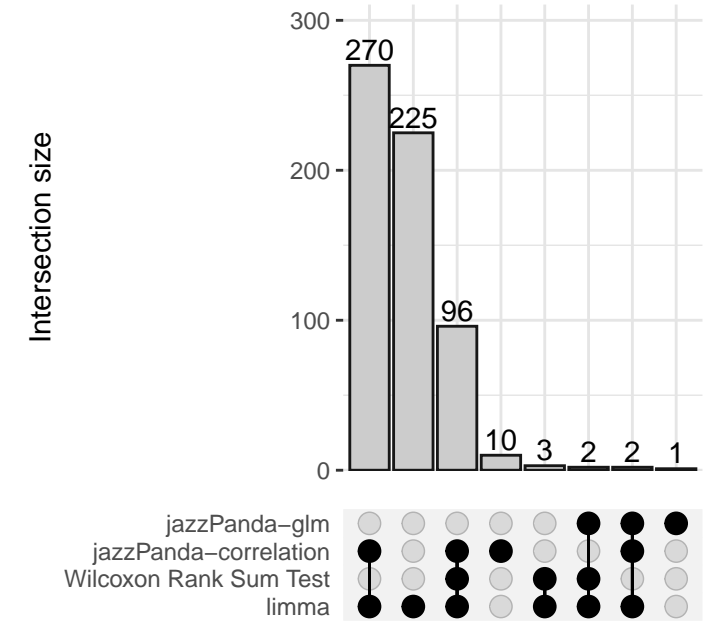 300
270
225
200
Intersection size
100
96
10
3
2
2
1
0
jazzPanda−glm
jazzPanda−correlation
Wilcoxon Rank Sum Test
limma